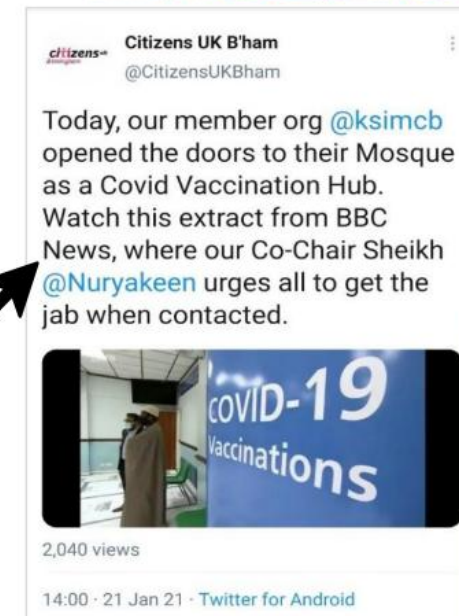 citizens UK
Birmingham
Citizens UK B'ham
@CitizensUKBham
Today, our member org @ksimcb
opened the doors to their Mosque
as a Covid Vaccination Hub.
Watch this extract from BBC
News, where our Co-Chair Sheikh
@Nuryakeen urges all to get the
jab when contacted.
COVID-19
Vaccinations
2,040 views
14:00 · 21 Jan 21 · Twitter for Android